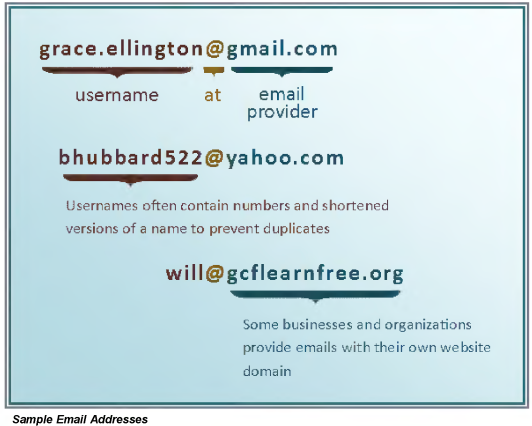 grace.ellington@gmail.com
username at email provider
bhubbard522@yahoo.com
Usernames often contain numbers and shortened
versions of a name to prevent duplicates
will@gcflearnfree.org
Some businesses and organizations
provide emails with their own website
domain
Sample Email Addresses